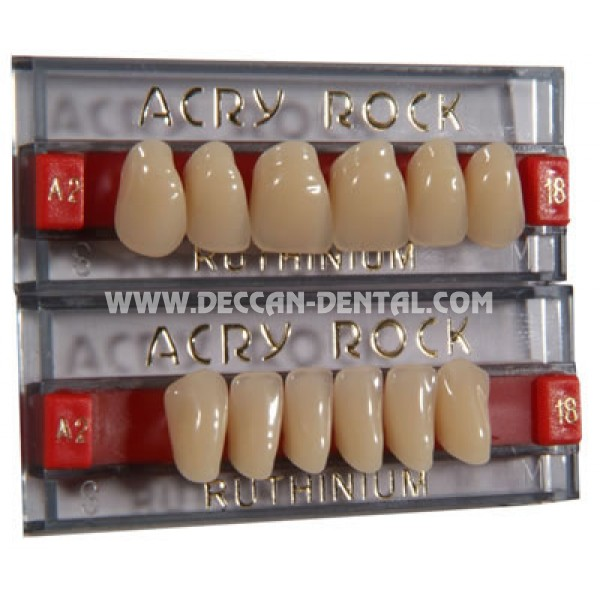 ACRY ROCK
A2 18
RUTHINIUM
S M
WWW.DECCAN-DENTAL.COM
ACRY ROCK
A2 18
RUTHINIUM
S M